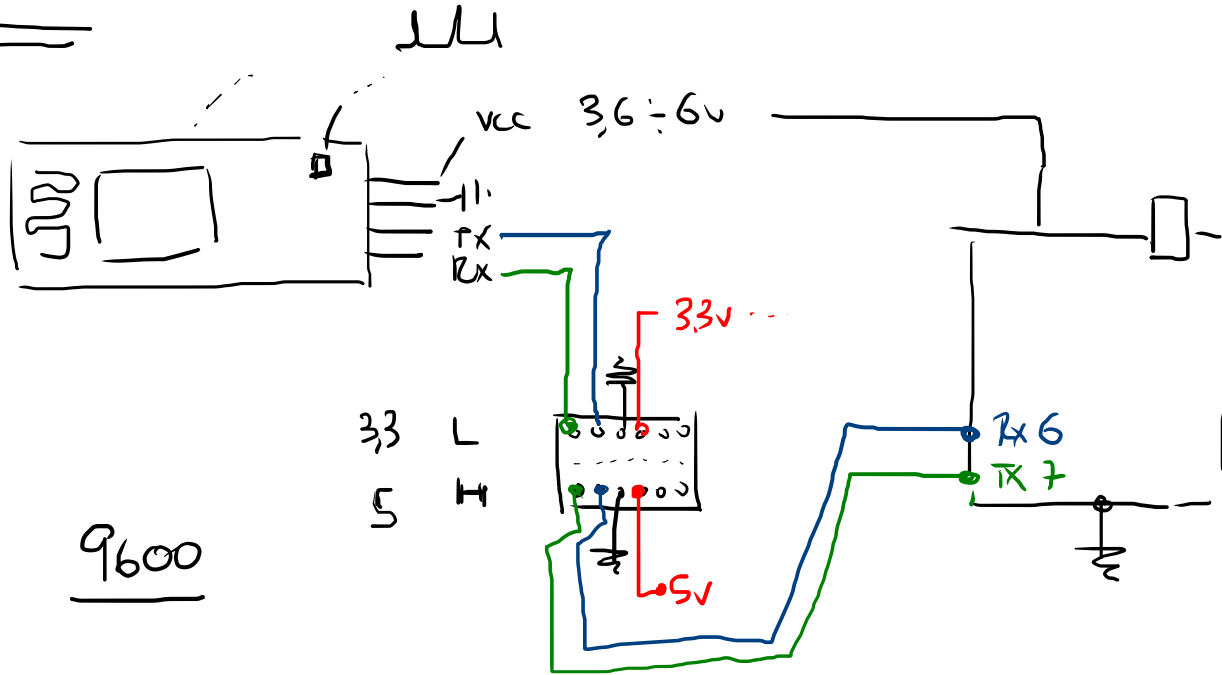 VCC 3,6 ÷ 6v
TX
RX
3,3v
3,3 L
Rx 6
TX 7
5 H
9600
5v